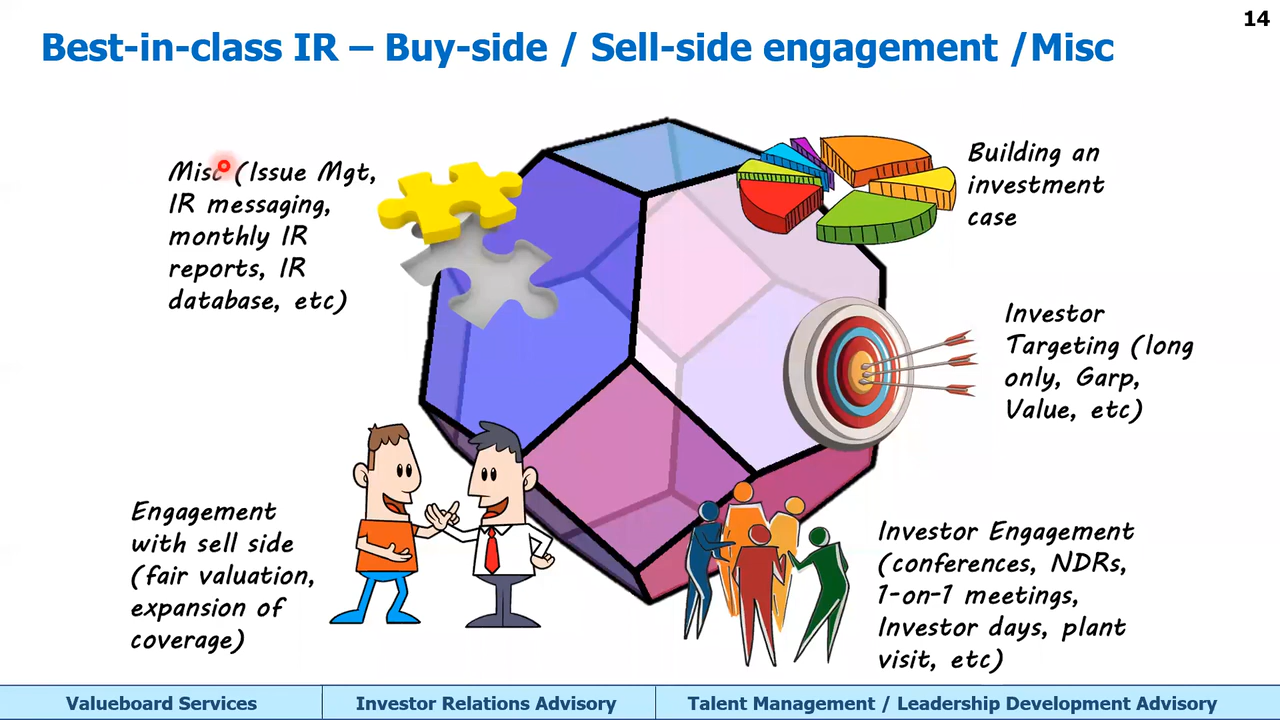 14
Best-in-class IR – Buy-side / Sell-side engagement /Misc
Misc (Issue Mgt,
IR messaging,
monthly IR
reports, IR
database, etc)
Building an
investment
case
Investor
Targeting (long
only, Garp,
Value, etc)
Engagement
with sell side
(fair valuation,
expansion of
coverage)
Investor Engagement
(conferences, NDRs,
1-on-1 meetings,
Investor days, plant
visit, etc)
Valueboard Services
Investor Relations Advisory
Talent Management / Leadership Development Advisory